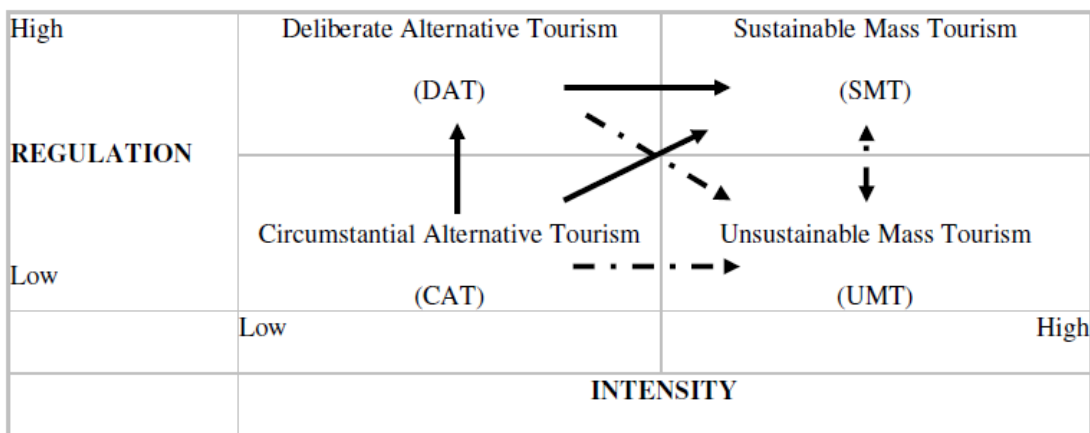 High
Deliberate Alternative Tourism
Sustainable Mass Tourism
(DAT)
(SMT)
REGULATION
Circumstantial Alternative Tourism
Unsustainable Mass Tourism
Low
(CAT)
(UMT)
Low
High
INTENSITY